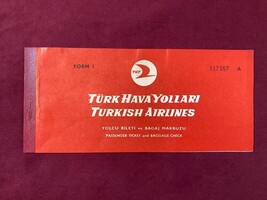 FORM 1
THY
TÜRK HAVA YOLLARI
TURKISH AIRLINES
YOLCU BİLETİ ve BAGAJ MAKBUZU
PASSENGER TICKET and BAGGAGE CHECK